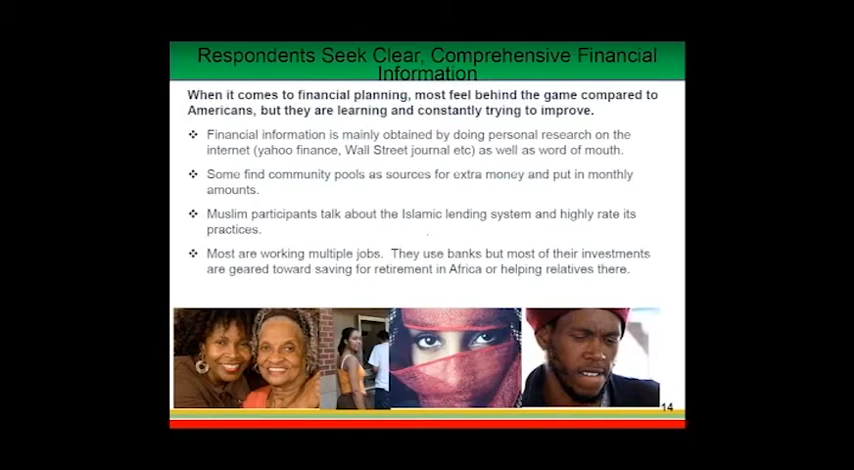 Respondents Seek Clear, Comprehensive Financial
Information
When it comes to financial planning, most feel behind the game compared to
Americans, but they are learning and constantly trying to improve.
❖ Financial information is mainly obtained by doing personal research on the
internet (yahoo finance, Wall Street journal etc) as well as word of mouth.
❖ Some find community pools as sources for extra money and put in monthly
amounts.
❖ Muslim participants talk about the Islamic lending system and highly rate its
practices.
❖ Most are working multiple jobs. They use banks but most of their investments
are geared toward saving for retirement in Africa or helping relatives there.
14